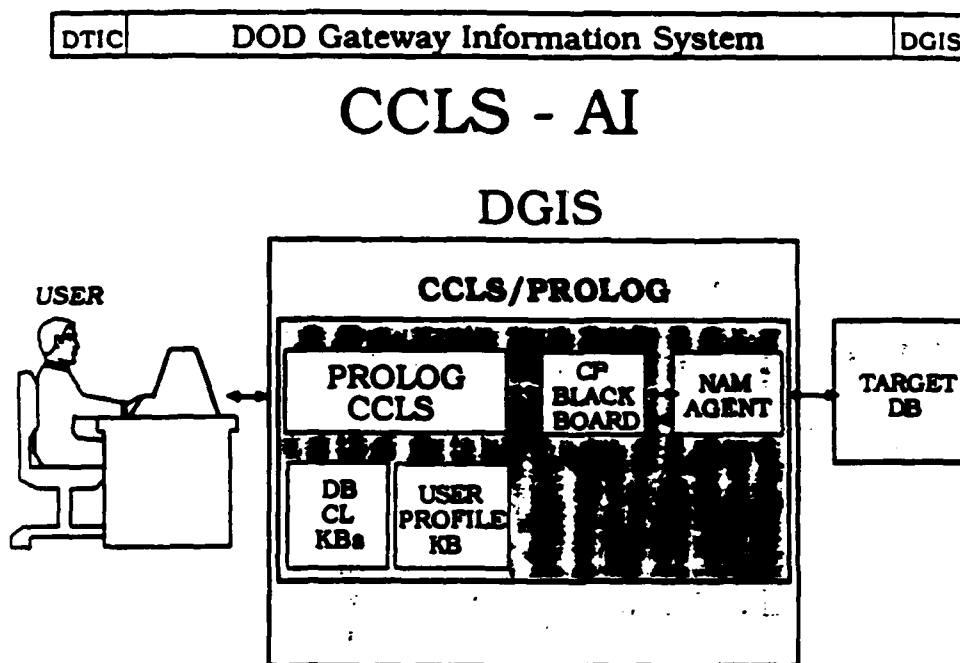 DTIC DOD Gateway Information System DGIS
CCLS - AI
DGIS
CCLS/PROLOG
USER
PROLOG
CCLS
CP
BLACK
BOARD
NAM
AGENT
TARGET
DB
DB
CL
KBs
USER
PROFILE
KB